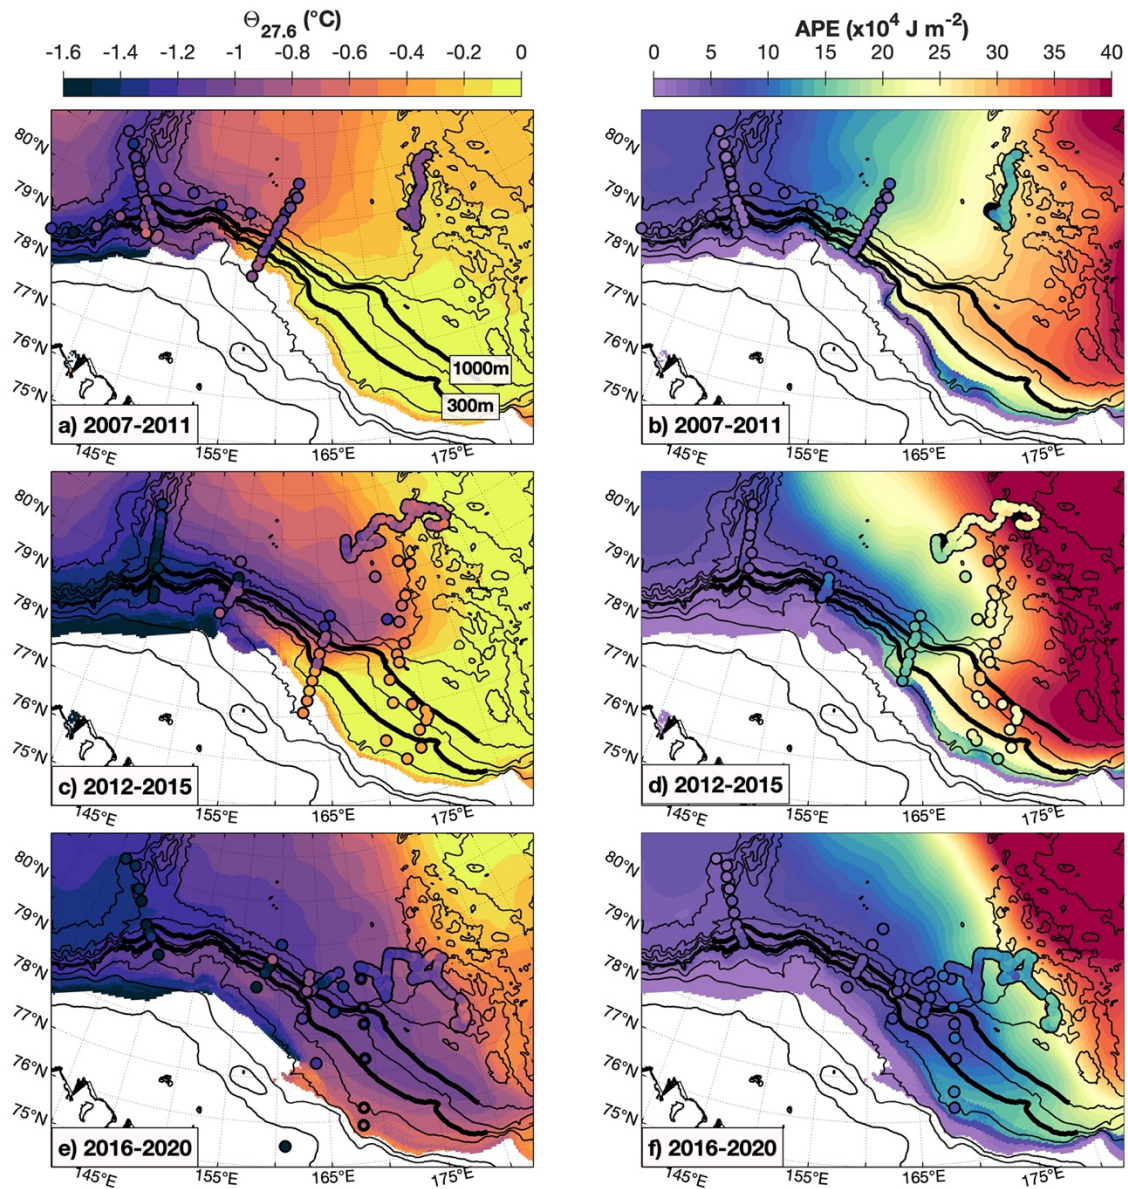 Θ27.6 (°C)
-1.6 -1.4 -1.2 -1 -0.8 -0.6 -0.4 -0.2 0
APE (x10⁴ J m⁻²)
0 5 10 15 20 25 30 35 40
80°N
79°N
78°N
77°N
76°N
75°N
1000m
300m
a) 2007-2011
145°E 155°E 165°E 175°E
80°N
79°N
78°N
77°N
76°N
75°N
b) 2007-2011
145°E 155°E 165°E 175°E
80°N
79°N
78°N
77°N
76°N
75°N
c) 2012-2015
145°E 155°E 165°E 175°E
80°N
79°N
78°N
77°N
76°N
75°N
d) 2012-2015
145°E 155°E 165°E 175°E
80°N
79°N
78°N
77°N
76°N
75°N
e) 2016-2020
145°E 155°E 165°E 175°E
80°N
79°N
78°N
77°N
76°N
75°N
f) 2016-2020
145°E 155°E 165°E 175°E